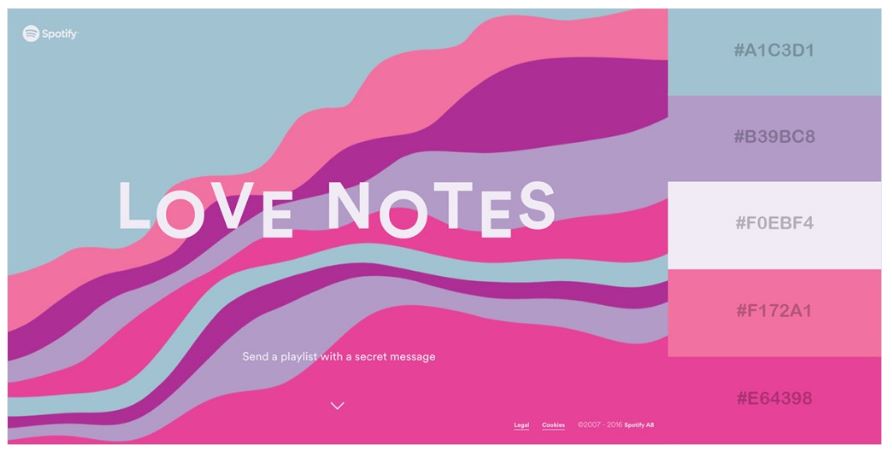 Spotify
LOVE NOTES
Send a playlist with a secret message
Legal Cookies ©2007 - 2016 Spotify AB
#A1C3D1
#B39BC8
#F0EBF4
#F172A1
#E64398